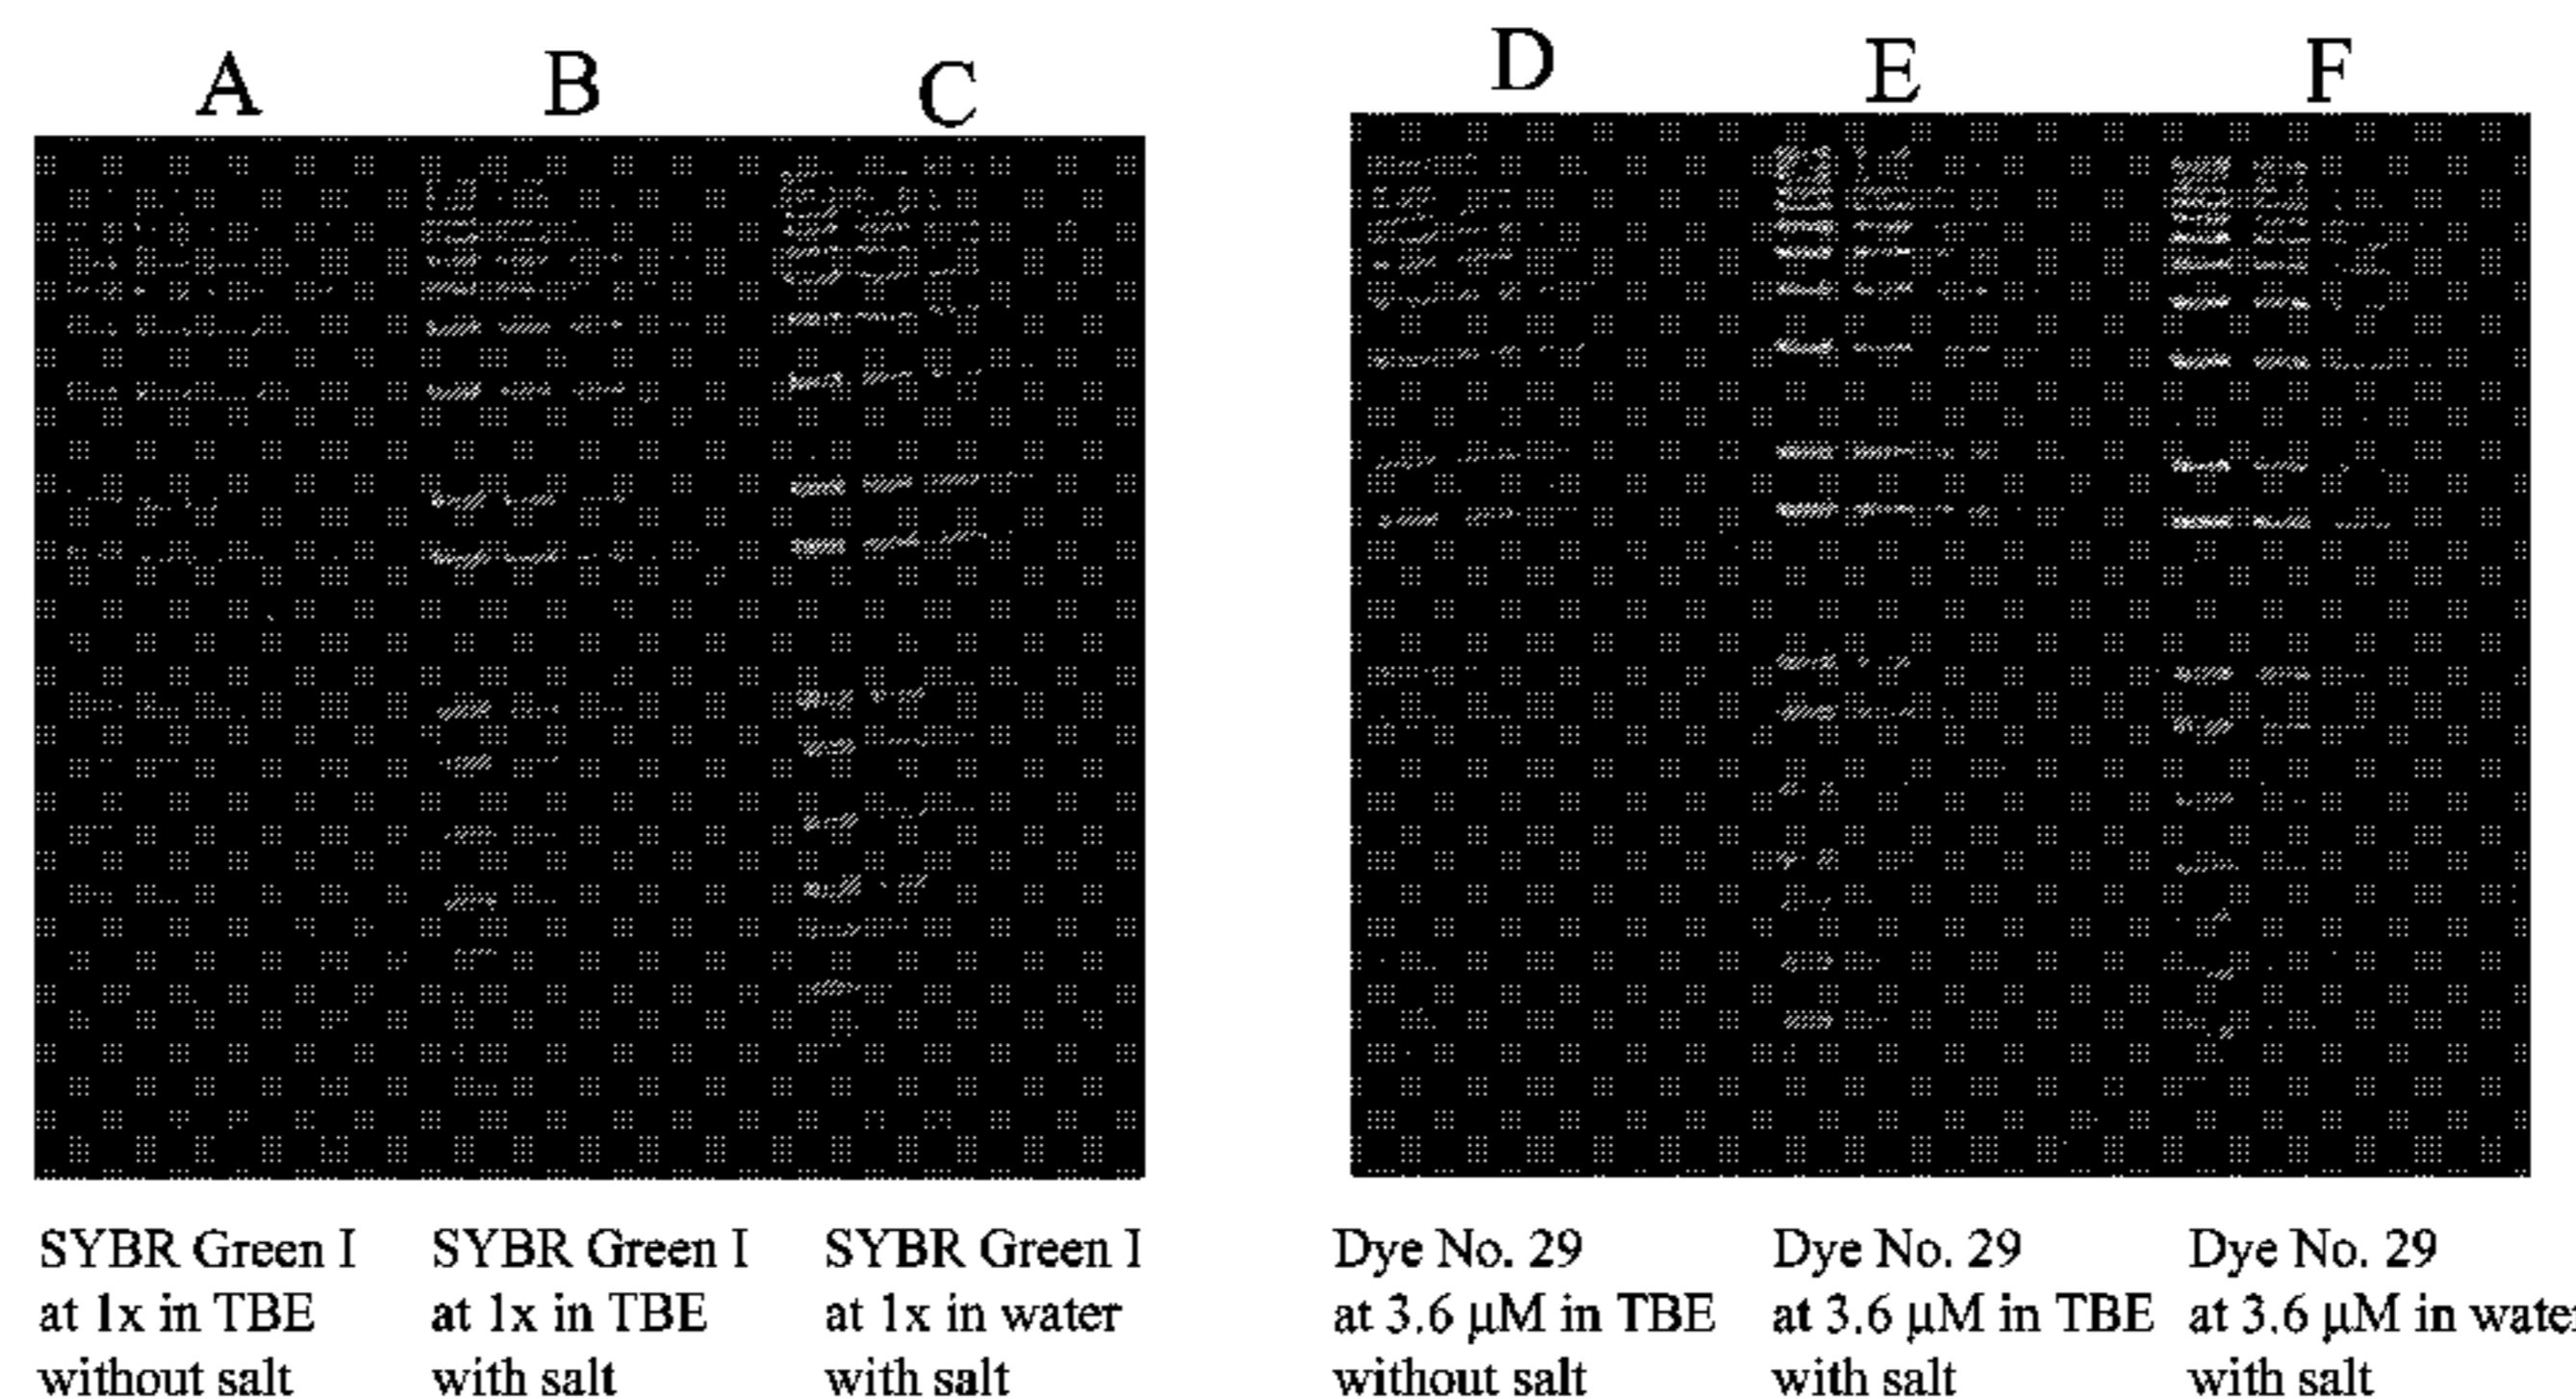 A B C D E F
SYBR Green I
at 1x in TBE
without salt
SYBR Green I
at 1x in TBE
with salt
SYBR Green I
at 1x in water
with salt
Dye No. 29
at 3.6 µM in TBE
without salt
Dye No. 29
at 3.6 µM in TBE
with salt
Dye No. 29
at 3.6 µM in water
with salt